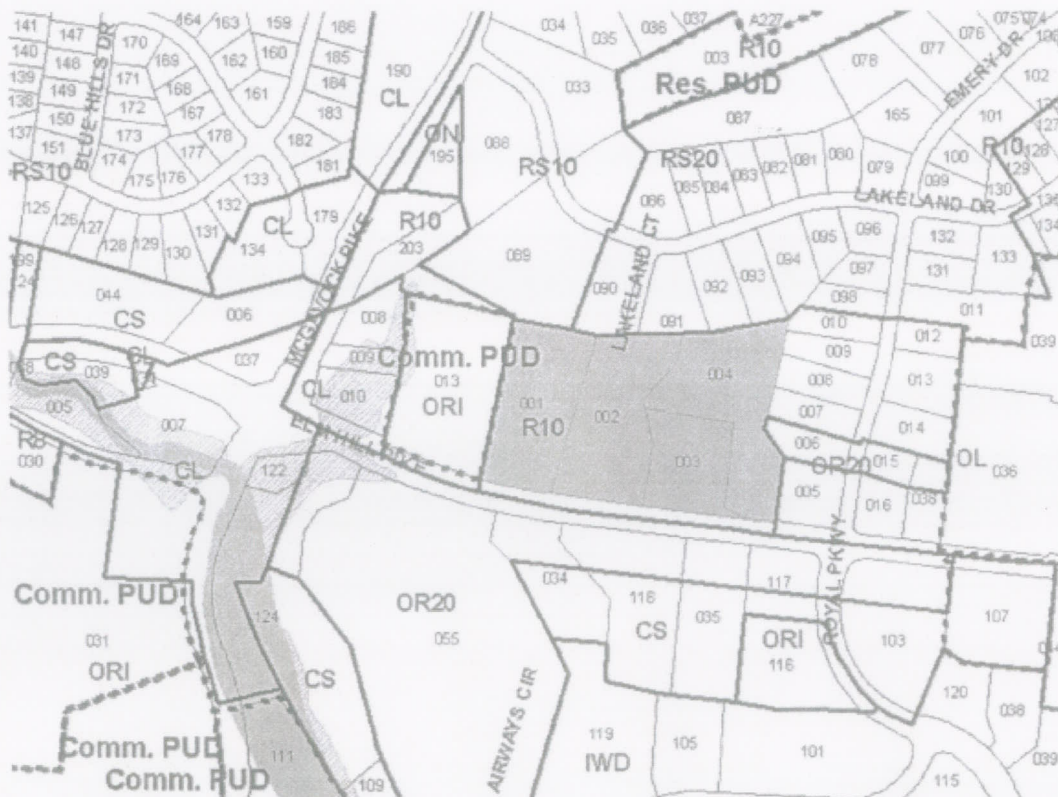 141 147 170 164 163 159 186 034 035 036 037 A227 075 074
140 148 BLUE HILLS DR 169 162 160 185 003 R10 076
139 149 171 168 161 184 190 033 Res. PUD 078 077 EMERY DR 102
138 150 172 167 183 CL 087 165 101
137 151 173 178 182 ON 195 088 RS10 RS20 R10 128
RS10 174 177 181 086 085 084 083 082 081 080 079 100 129
175 176 133 099 130
125 126 127 128 129 130 131 132 CL 134 179 R10 203 LAKELAND CT LAKELAND DR
MCGAVOCK PIKE 089 090 092 093 094 095 096 132 133 134
097 131
044 CS 006 008 091 098 011
CS 039 037 009 Comm. PUD 004 010 012 039
CL 010 013 ORI 001 002 009 013
005 007 R10 008
007 014
R8 030 CL ELM HILL PIKE 003 006 015 OL 036
122 OR20 005 016 038
034 118 117 ROYAL PKWY 107
Comm. PUD 124 OR20 055 CS 035 ORI 116 103
031 ORI CS 120 038
AIRWAYS CIR 119 IWD 105 101 039
Comm. PUD 111 115
Comm. PUD 109